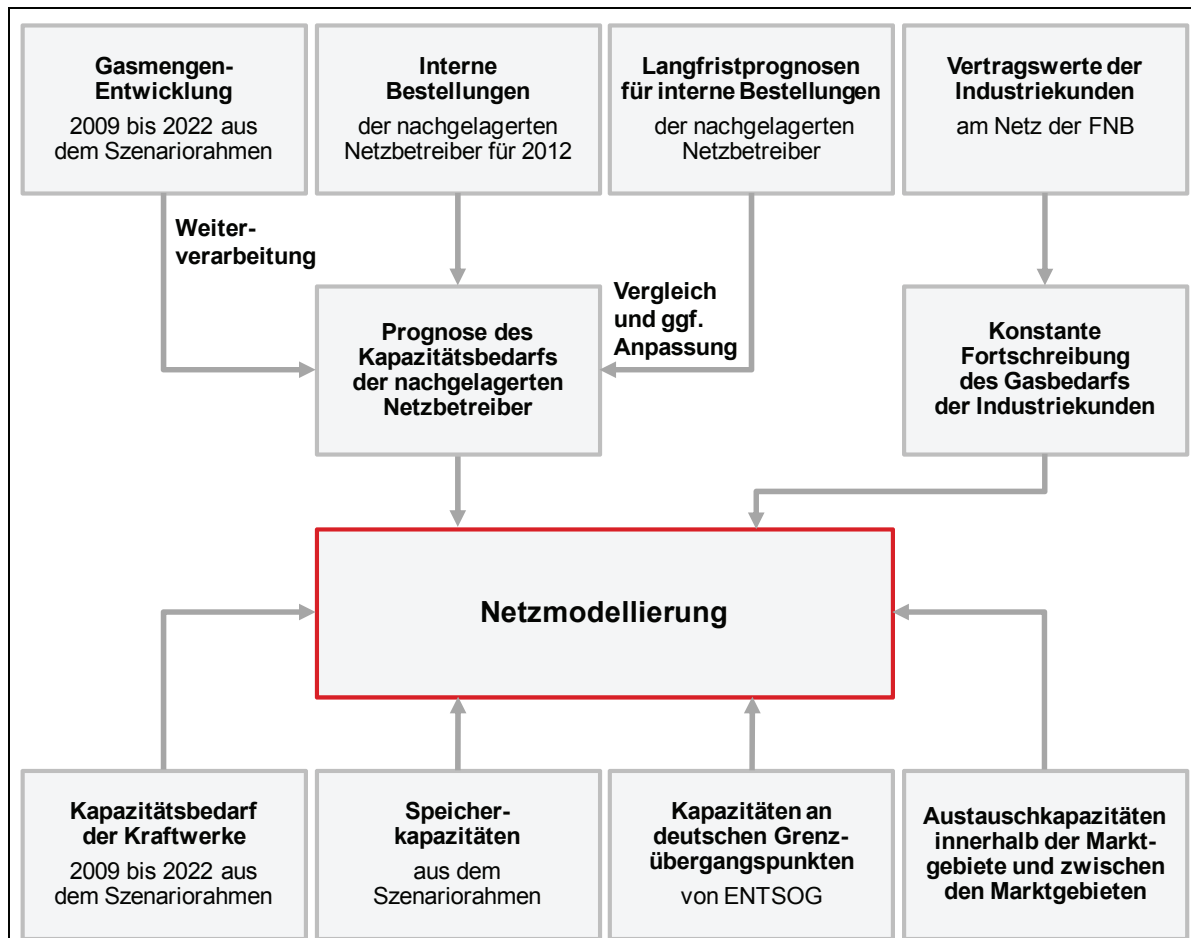 Gasmengen-
Entwicklung
2009 bis 2022 aus
dem Szenariorahmen
Interne
Bestellungen
der nachgelagerten
Netzbetreiber für 2012
Langfristprognosen
für interne Bestellungen
der nachgelagerten
Netzbetreiber
Vertragswerte der
Industriekunden
am Netz der FNB
Weiter-
verarbeitung
Vergleich
und ggf.
Anpassung
Prognose des
Kapazitätsbedarfs
der nachgelagerten
Netzbetreiber
Konstante
Fortschreibung
des Gasbedarfs
der Industriekunden
Netzmodellierung
Kapazitätsbedarf
der Kraftwerke
2009 bis 2022 aus
dem Szenariorahmen
Speicher-
kapazitäten
aus dem
Szenariorahmen
Kapazitäten an
deutschen Grenz-
übergangspunkten
von ENTSOG
Austauschkapazitäten
innerhalb der Markt-
gebiete und zwischen
den Marktgebieten